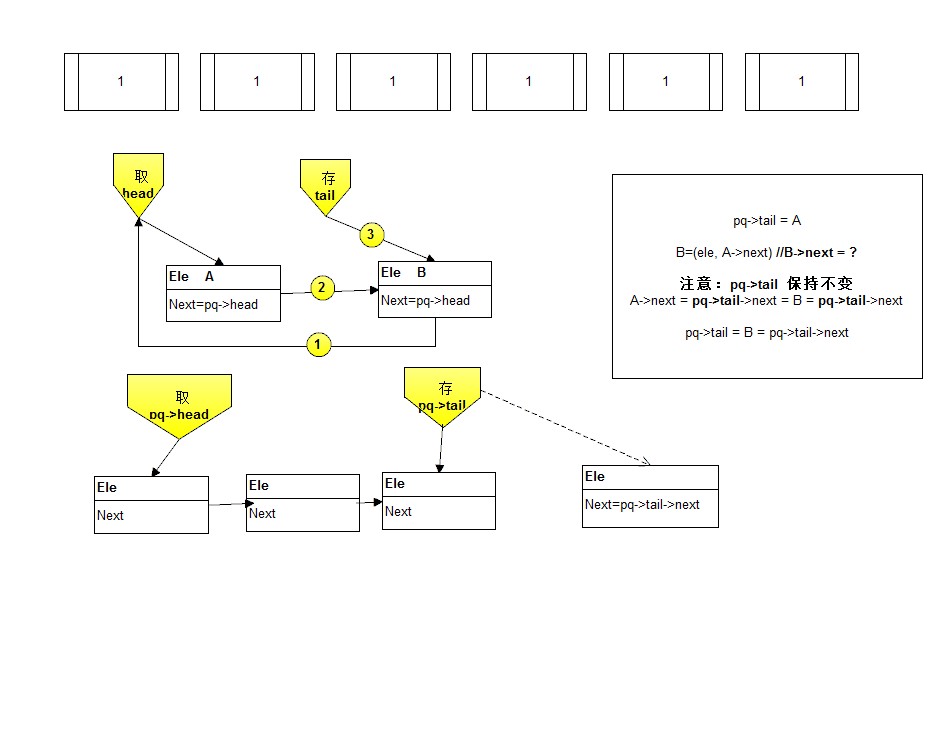 1 1 1 1 1 1
取
head
存
tail
3
Ele A
Next=pq->head
2
Ele B
Next=pq->head
1
pq->tail = A
B=(ele, A->next) //B->next = ?
注意：pq->tail 保持不变
A->next = pq->tail->next = B = pq->tail->next
pq->tail = B = pq->tail->next
取
pq->head
存
pq->tail
Ele
Next
Ele
Next
Ele
Next
Ele
Next=pq->tail->next